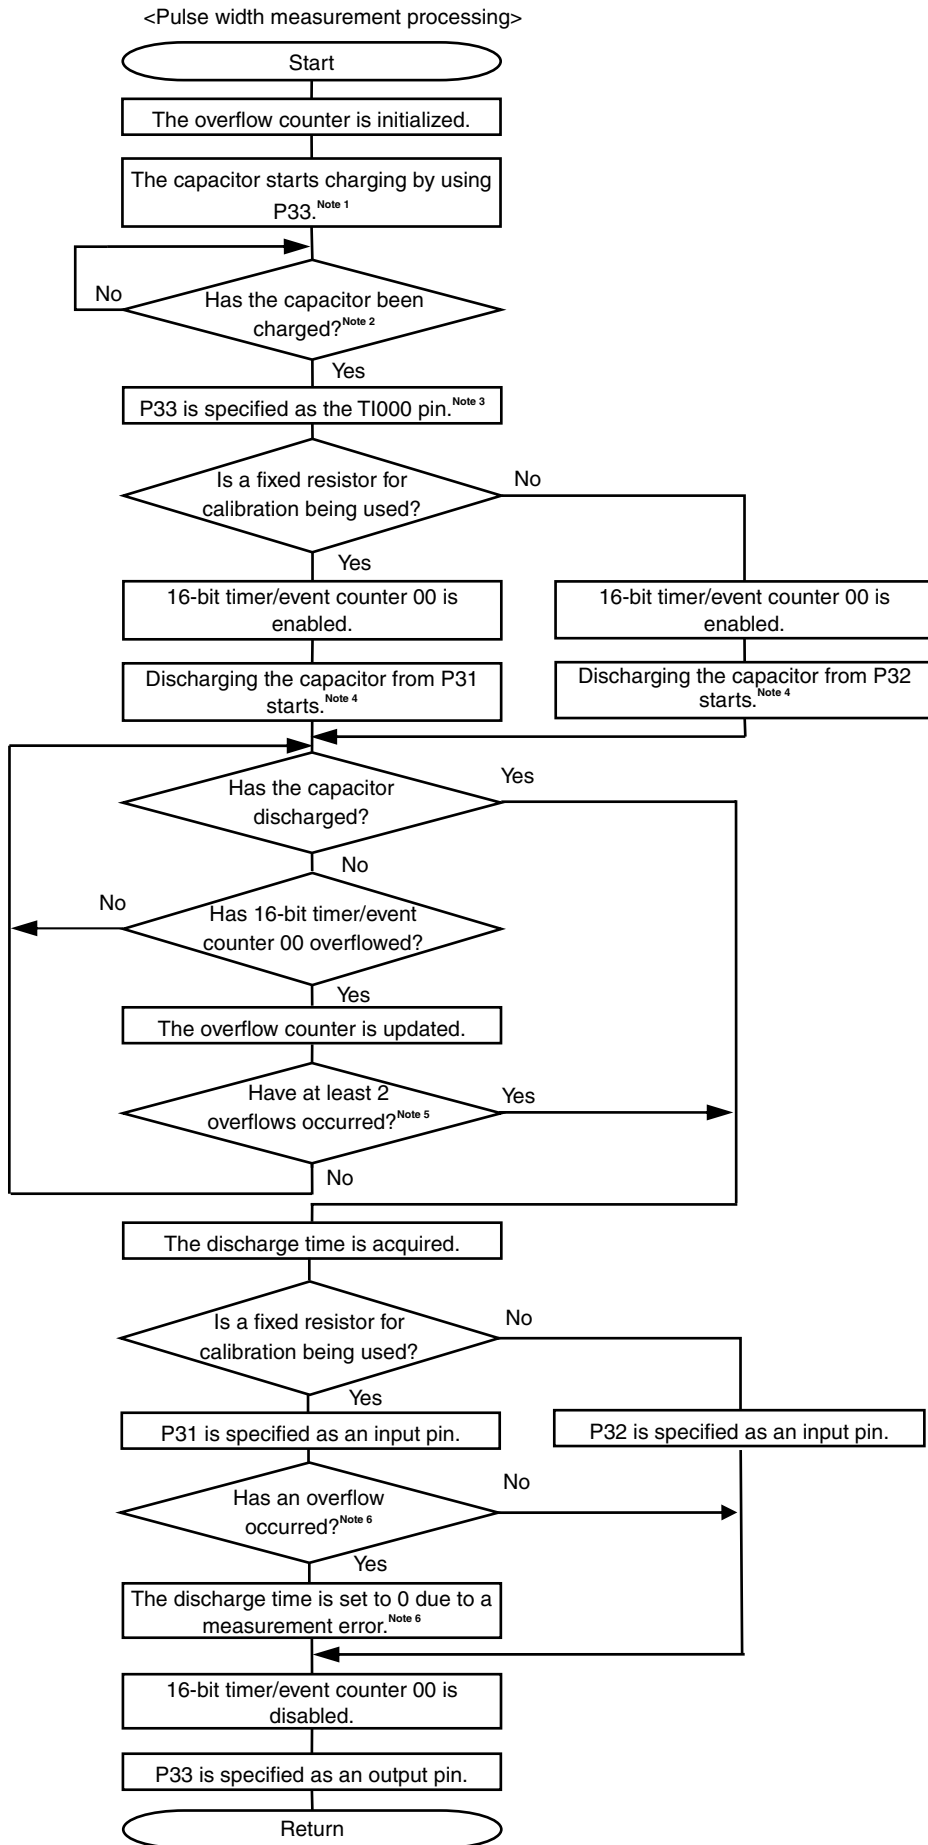 <Pulse width measurement processing>
Start
The overflow counter is initialized.
The capacitor starts charging by using
P33.Note 1
No
Has the capacitor been
charged?Note 2
Yes
P33 is specified as the TI000 pin.Note 3
Is a fixed resistor for
calibration being used?
No
Yes
16-bit timer/event counter 00 is
enabled.
16-bit timer/event counter 00 is
enabled.
Discharging the capacitor from P31
starts.Note 4
Discharging the capacitor from P32
starts.Note 4
Has the capacitor
discharged?
Yes
No
No
Has 16-bit timer/event
counter 00 overflowed?
Yes
The overflow counter is updated.
Have at least 2
overflows occurred?Note 5
Yes
No
The discharge time is acquired.
Is a fixed resistor for
calibration being used?
No
Yes
P31 is specified as an input pin.
P32 is specified as an input pin.
Has an overflow
occurred?Note 6
No
Yes
The discharge time is set to 0 due to a
measurement error.Note 6
16-bit timer/event counter 00 is
disabled.
P33 is specified as an output pin.
Return